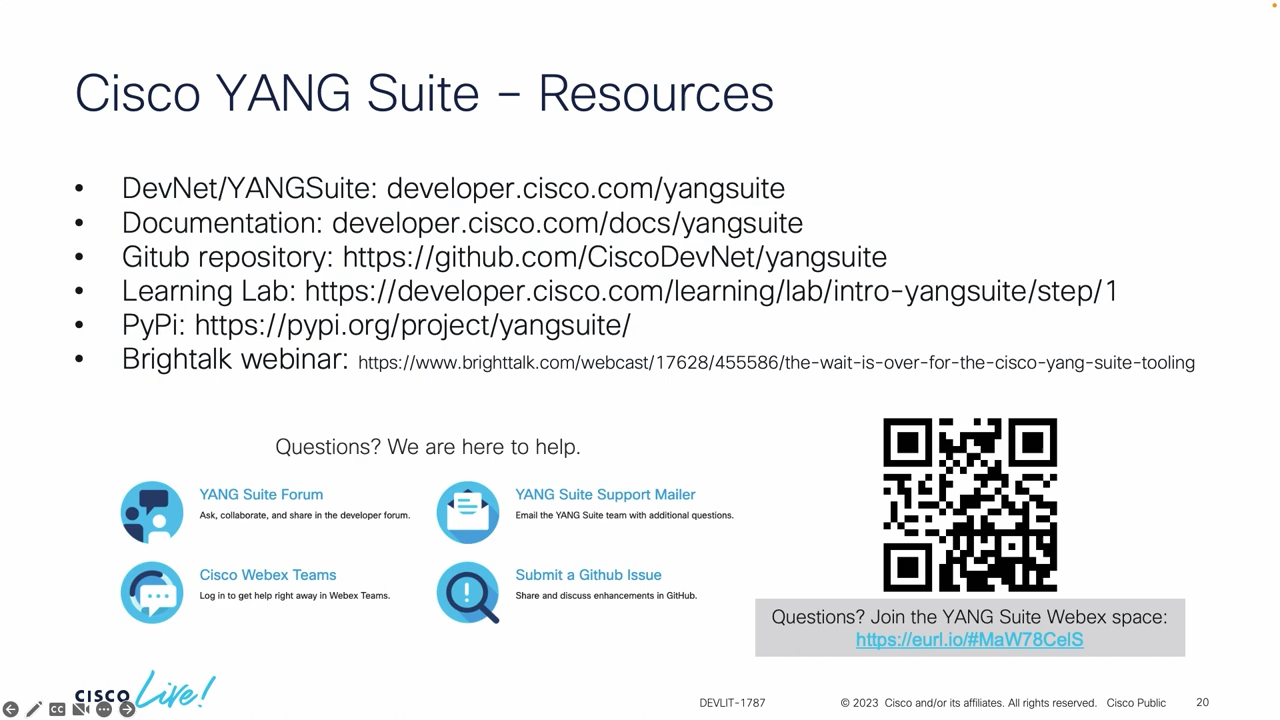 Cisco YANG Suite – Resources
• DevNet/YANGSuite: developer.cisco.com/yangsuite
• Documentation: developer.cisco.com/docs/yangsuite
• Gitub repository: https://github.com/CiscoDevNet/yangsuite
• Learning Lab: https://developer.cisco.com/learning/lab/intro-yangsuite/step/1
• PyPi: https://pypi.org/project/yangsuite/
• Brightalk webinar: https://www.brighttalk.com/webcast/17628/455586/the-wait-is-over-for-the-cisco-yang-suite-tooling
Questions? We are here to help.
YANG Suite Forum
Ask, collaborate, and share in the developer forum.
YANG Suite Support Mailer
Email the YANG Suite team with additional questions.
Cisco Webex Teams
Log in to get help right away in Webex Teams.
Submit a Github Issue
Share and discuss enhancements in GitHub.
Questions? Join the YANG Suite Webex space:
https://eurl.io/#MaW78CelS
CISCO Live!
CC
DEVLIT-1787
© 2023 Cisco and/or its affiliates. All rights reserved. Cisco Public
20